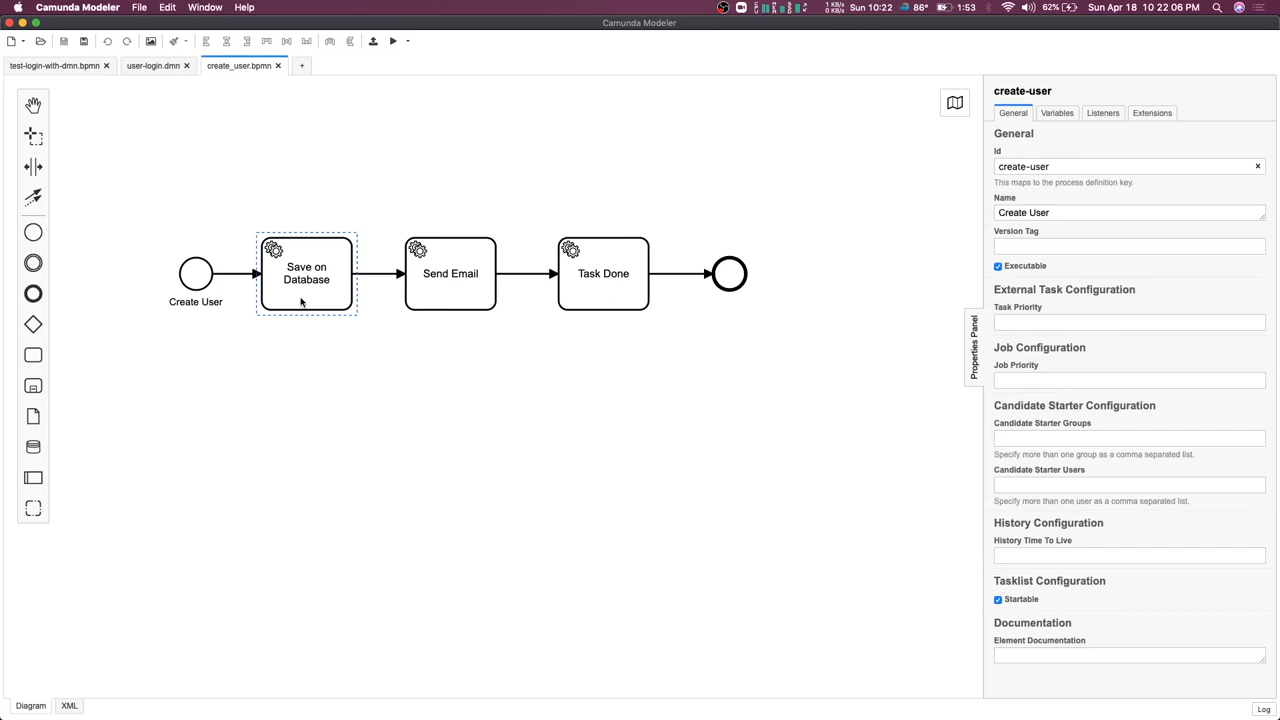 Camunda Modeler File Edit Window Help 1 KB/s 0 KB/s Sun 10:22 86° 1:53 62% Sun Apr 18 10:22:06 PM
Camunda Modeler
test-login-with-dmn.bpmn × user-login.dmn × create_user.bpmn × +
create-user
General Variables Listeners Extensions
General
Id
create-user ×
This maps to the process definition key.
Name
Create User
Version Tag
Executable
External Task Configuration
Task Priority
Job Configuration
Job Priority
Candidate Starter Configuration
Candidate Starter Groups
Specify more than one group as a comma separated list.
Candidate Starter Users
Specify more than one user as a comma separated list.
History Configuration
History Time To Live
Tasklist Configuration
Startable
Documentation
Element Documentation
Properties Panel
Create User
Save on
Database
Send Email
Task Done
Diagram XML
Log